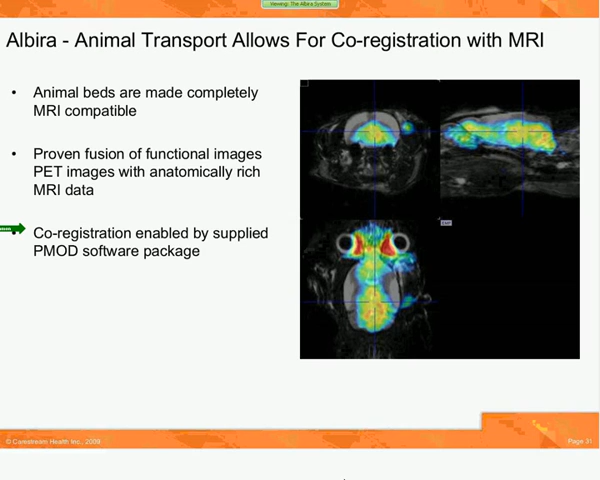 Viewing: The Albira System
Albira - Animal Transport Allows For Co-registration with MRI
• Animal beds are made completely
MRI compatible
• Proven fusion of functional images
PET images with anatomically rich
MRI data
Co-registration enabled by supplied
PMOD software package
© Carestream Health Inc., 2009
Page 31